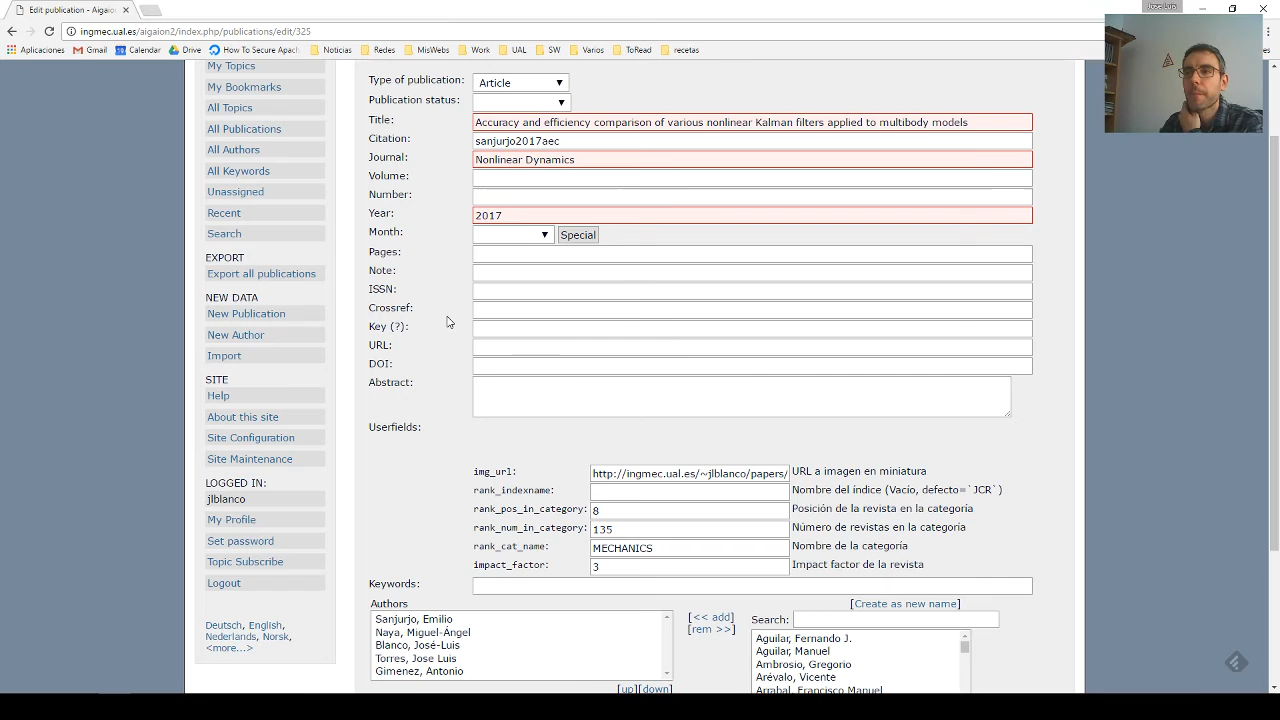 Edit publication - Aigaion
Jose Luis
ingmec.ual.es/aigaion2/index.php/publications/edit/325
Aplicaciones Gmail Calendar Drive How To Secure Apach Noticias Redes MisWebs Work UAL SW Varios ToRead recetas
My Topics
My Bookmarks
All Topics
All Publications
All Authors
All Keywords
Unassigned
Recent
Search
EXPORT
Export all publications
NEW DATA
New Publication
New Author
Import
SITE
Help
About this site
Site Configuration
Site Maintenance
LOGGED IN:
jlblanco
My Profile
Set password
Topic Subscribe
Logout
Deutsch, English,
Nederlands, Norsk,
<more...>
Type of publication: Article
Publication status:
Title: Accuracy and efficiency comparison of various nonlinear Kalman filters applied to multibody models
Citation: sanjurjo2017aec
Journal: Nonlinear Dynamics
Volume:
Number:
Year: 2017
Month: Special
Pages:
Note:
ISSN:
Crossref:
Key (?):
URL:
DOI:
Abstract:
Userfields:
img_url: http://ingmec.ual.es/~jlblanco/papers/ URL a imagen en miniatura
rank_indexname: Nombre del índice (Vacío, defecto=`JCR`)
rank_pos_in_category: 8 Posición de la revista en la categoría
rank_num_in_category: 135 Número de revistas en la categoría
rank_cat_name: MECHANICS Nombre de la categoría
impact_factor: 3 Impact factor de la revista
Keywords:
Authors [<< add] [Create as new name]
[rem >>] Search:
Sanjurjo, Emilio
Naya, Miguel-Ángel
Blanco, José-Luis
Torres, Jose Luis
Gimenez, Antonio
Aguilar, Fernando J.
Aguilar, Manuel
Ambrosio, Gregorio
Arévalo, Vicente
Arrabal, Francisco Manuel
[up][down]